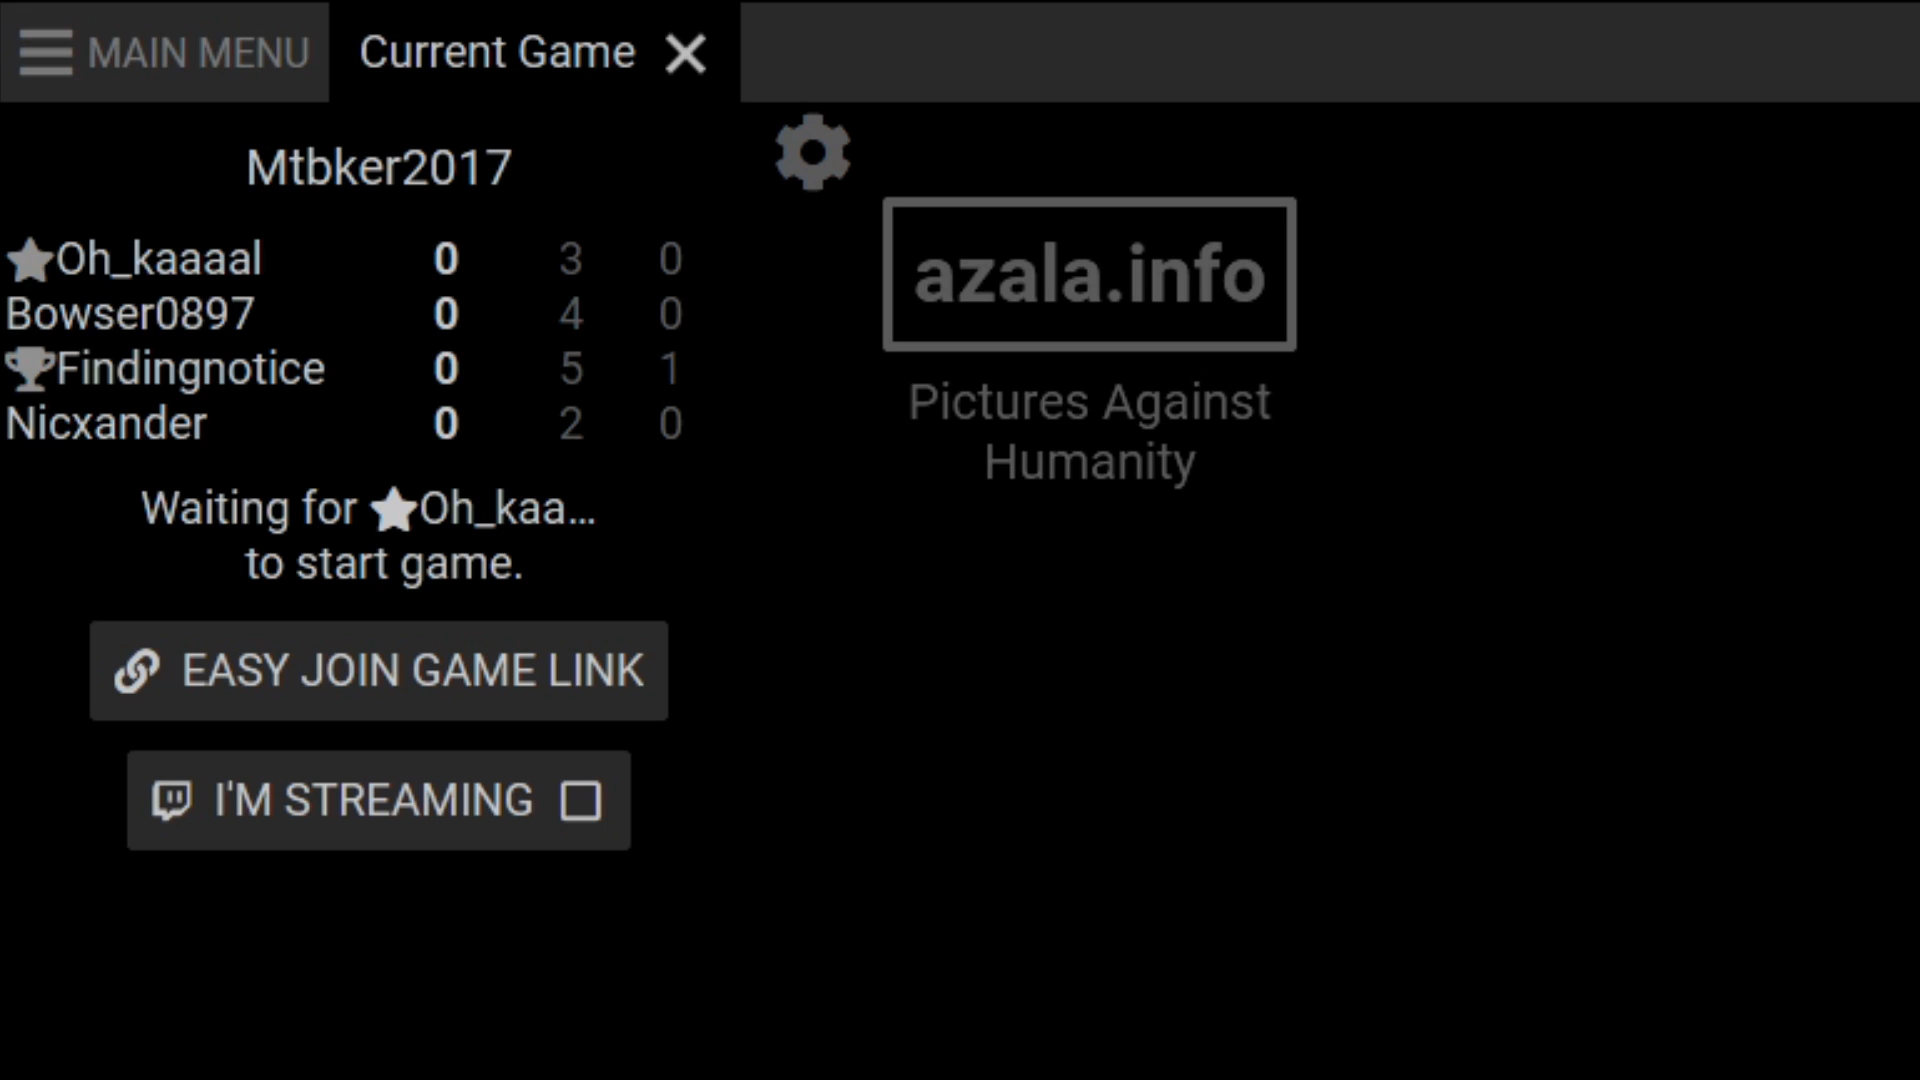 MAIN MENU Current Game
Mtbker2017
Oh_kaaaal 0 3 0
Bowser0897 0 4 0
Findingnotice 0 5 1
Nicxander 0 2 0
Waiting for Oh_kaa...
to start game.
EASY JOIN GAME LINK
I'M STREAMING
azala.info
Pictures Against
Humanity